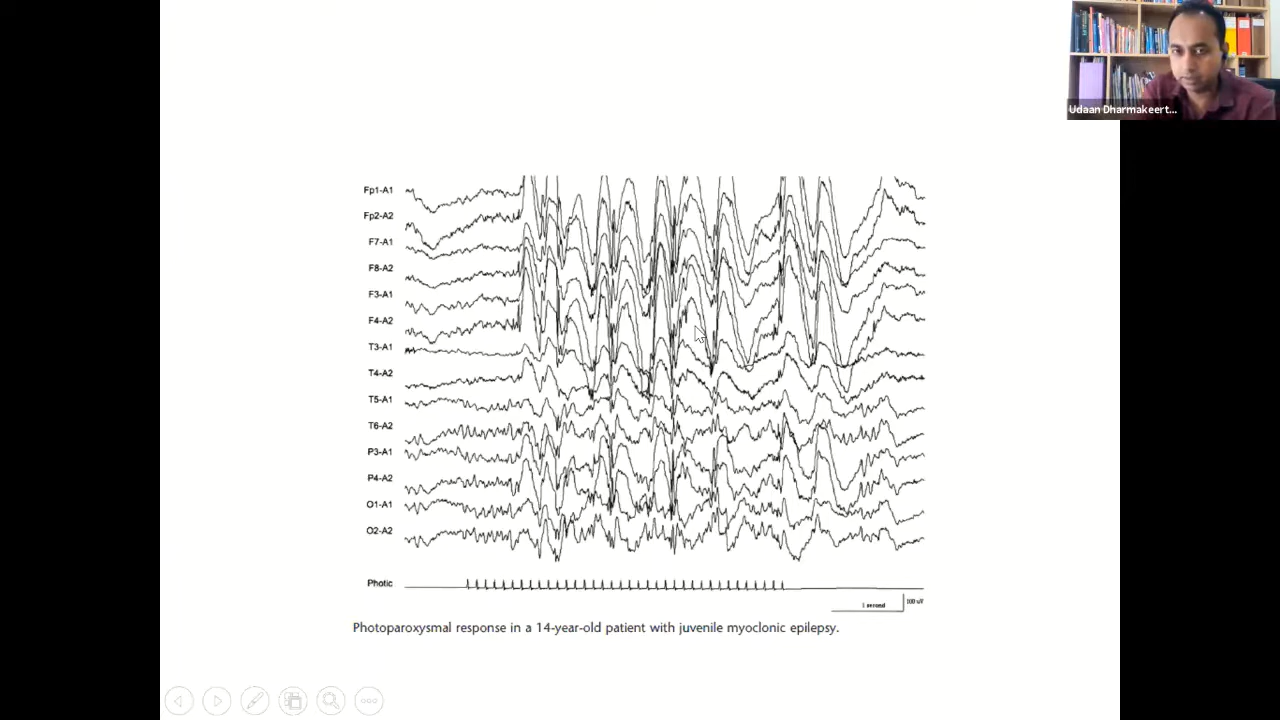 Udaan Dharmakeert...
Fp1-A1
Fp2-A2
F7-A1
F8-A2
F3-A1
F4-A2
T3-A1
T4-A2
T5-A1
T6-A2
P3-A1
P4-A2
O1-A1
O2-A2
Photic
1 second
100 uV
Photoparoxysmal response in a 14-year-old patient with juvenile myoclonic epilepsy.